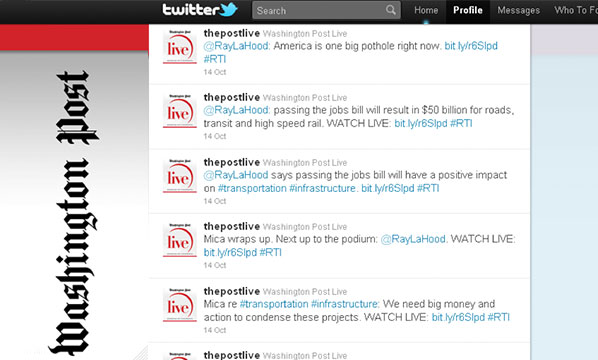 twitter
Search
Home
Profile
Messages
Who To Fo
Washington Post
thepostlive Washington Post Live
@RayLaHood: America is one big pothole right now. bit.ly/r6Slpd
#RTI
14 Oct
live
thepostlive Washington Post Live
@RayLaHood: passing the jobs bill will result in $50 billion for roads,
transit and high speed rail. WATCH LIVE: bit.ly/r6Slpd #RTI
14 Oct
live
thepostlive Washington Post Live
@RayLaHood says passing the jobs bill will have a positive impact
on #transportation #infrastructure. bit.ly/r6Slpd #RTI
14 Oct
live
thepostlive Washington Post Live
Mica wraps up. Next up to the podium: @RayLaHood. WATCH LIVE:
bit.ly/r6Slpd #RTI
14 Oct
live
thepostlive Washington Post Live
Mica re #transportation #infrastructure: We need big money and
action to condense these projects. WATCH LIVE: bit.ly/r6Slpd #RTI
14 Oct
live
thepostlive Washington Post Live